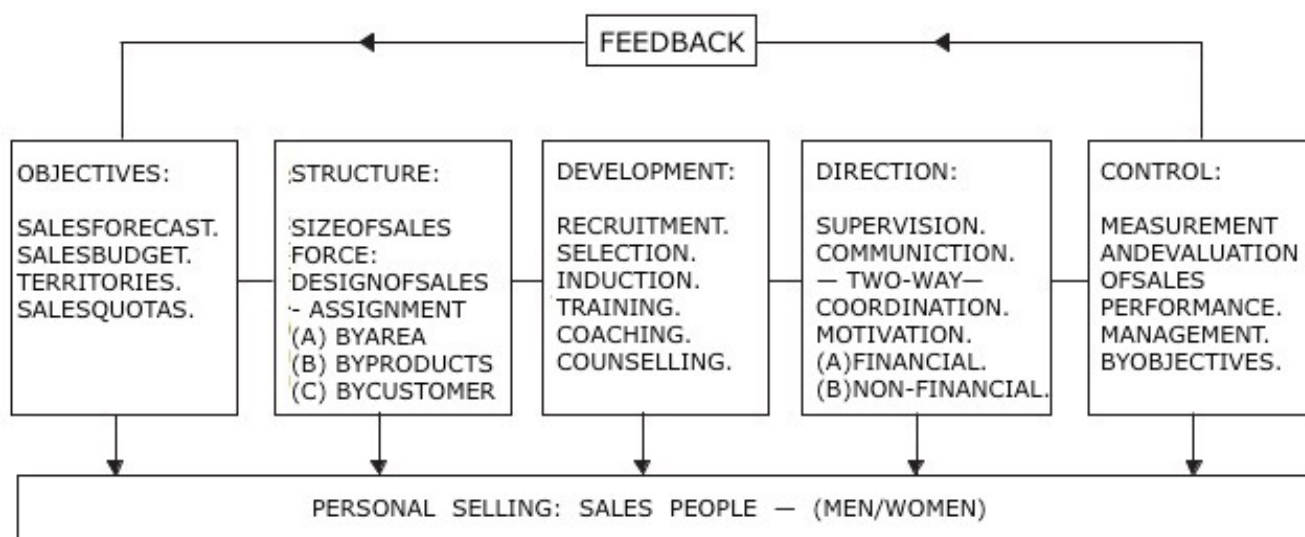 FEEDBACK
OBJECTIVES:
SALESFORECAST.
SALESBUDGET.
TERRITORIES.
SALESQUOTAS.
STRUCTURE:
SIZEOFSALES
FORCE:
DESIGNOFSALES
- ASSIGNMENT
(A) BYAREA
(B) BYPRODUCTS
(C) BYCUSTOMER
DEVELOPMENT:
RECRUITMENT.
SELECTION.
INDUCTION.
TRAINING.
COACHING.
COUNSELLING.
DIRECTION:
SUPERVISION.
COMMUNICTION.
— TWO-WAY—
COORDINATION.
MOTIVATION.
(A)FINANCIAL.
(B)NON-FINANCIAL.
CONTROL:
MEASUREMENT
ANDEVALUATION
OFSALES
PERFORMANCE.
MANAGEMENT.
BYOBJECTIVES.
PERSONAL SELLING: SALES PEOPLE — (MEN/WOMEN)